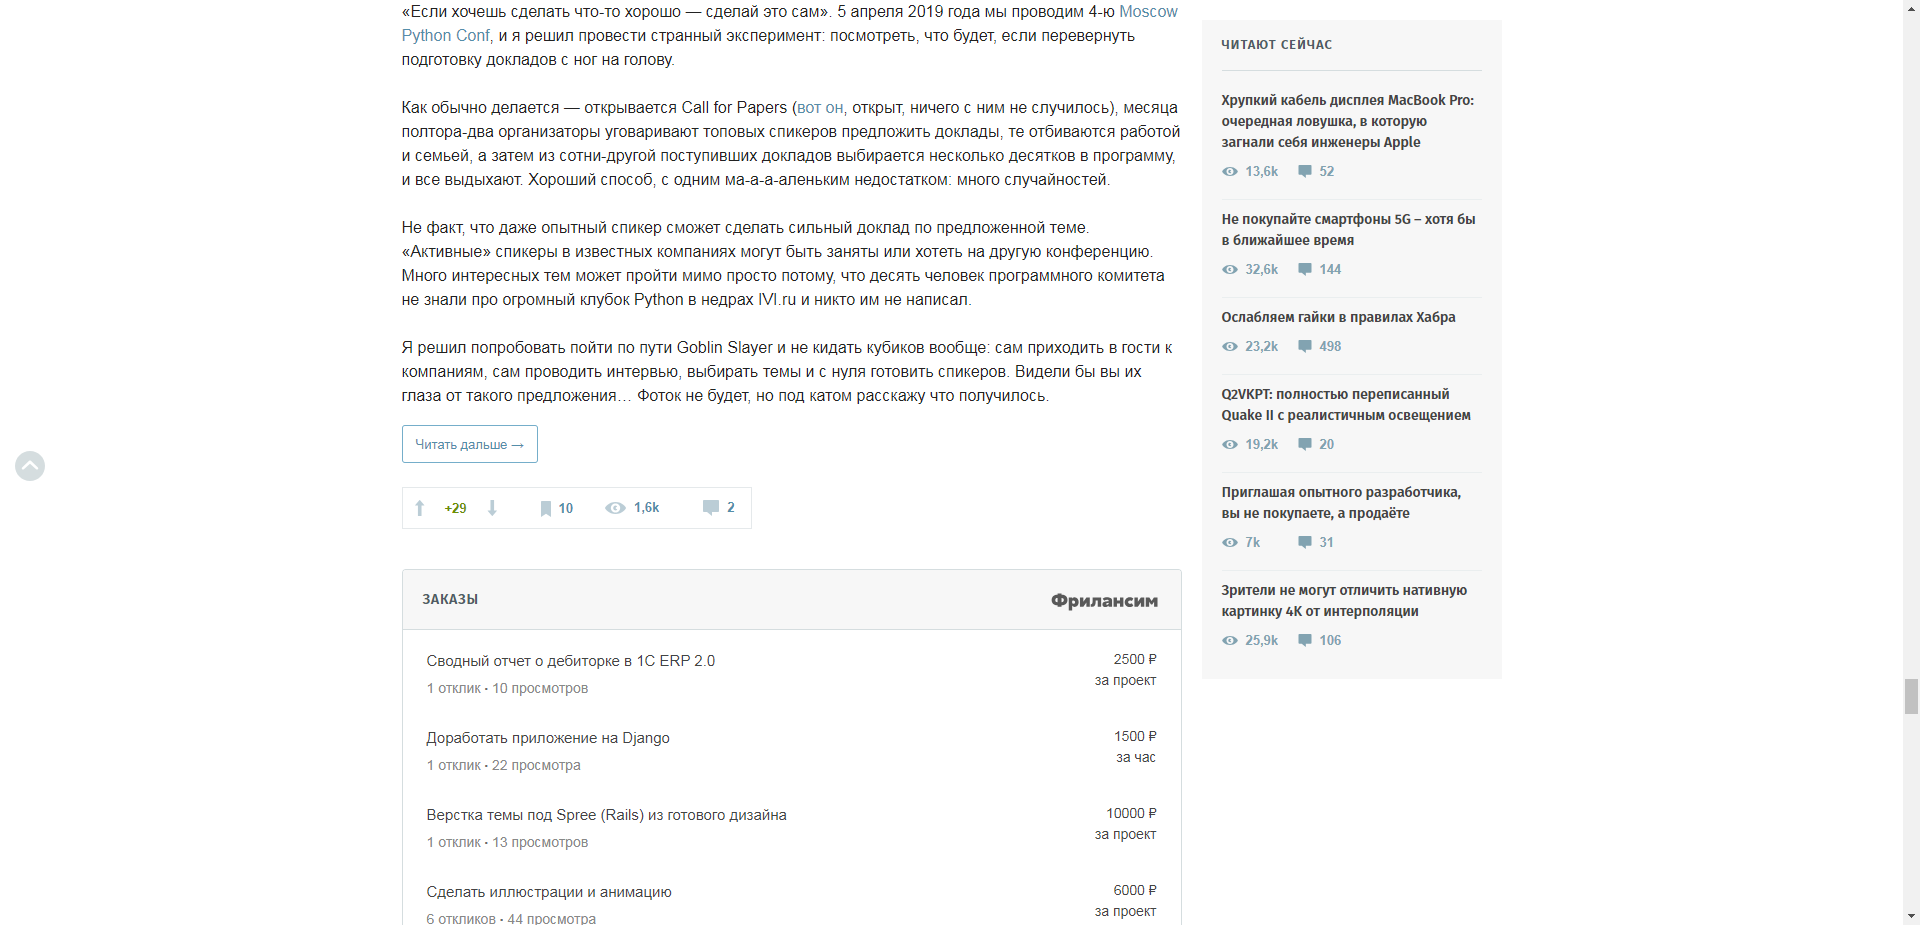 «Если хочешь сделать что-то хорошо — сделай это сам». 5 апреля 2019 года мы проводим 4-ю Moscow
Python Conf, и я решил провести странный эксперимент: посмотреть, что будет, если перевернуть
подготовку докладов с ног на голову.
Как обычно делается — открывается Call for Papers (вот он, открыт, ничего с ним не случилось), месяца
полтора-два организаторы уговаривают топовых спикеров предложить доклады, те отбиваются работой
и семьей, а затем из сотни-другой поступивших докладов выбирается несколько десятков в программу,
и все выдыхают. Хороший способ, с одним ма-а-а-аленьким недостатком: много случайностей.
Не факт, что даже опытный спикер сможет сделать сильный доклад по предложенной теме.
«Активные» спикеры в известных компаниях могут быть заняты или хотеть на другую конференцию.
Много интересных тем может пройти мимо просто потому, что десять человек программного комитета
не знали про огромный клубок Python в недрах IVI.ru и никто им не написал.
Я решил попробовать пойти по пути Goblin Slayer и не кидать кубиков вообще: сам приходить в гости к
компаниям, сам проводить интервью, выбирать темы и с нуля готовить спикеров. Видели бы вы их
глаза от такого предложения… Фоток не будет, но под катом расскажу что получилось.
Читать дальше →
+29 10 1,6k 2
ЗАКАЗЫ Фрилансим
Сводный отчет о дебиторке в 1С ERP 2.0 2500 ₽
1 отклик • 10 просмотров за проект
Доработать приложение на Django 1500 ₽
1 отклик • 22 просмотра за час
Верстка темы под Spree (Rails) из готового дизайна 10000 ₽
1 отклик • 13 просмотров за проект
Сделать иллюстрации и анимацию 6000 ₽
6 откликов • 44 просмотра за проект
ЧИТАЮТ СЕЙЧАС
Хрупкий кабель дисплея MacBook Pro:
очередная ловушка, в которую
загнали себя инженеры Apple
13,6k 52
Не покупайте смартфоны 5G – хотя бы
в ближайшее время
32,6k 144
Ослабляем гайки в правилах Хабра
23,2k 498
Q2VKPT: полностью переписанный
Quake II с реалистичным освещением
19,2k 20
Приглашая опытного разработчика,
вы не покупаете, а продаёте
7k 31
Зрители не могут отличить нативную
картинку 4K от интерполяции
25,9k 106